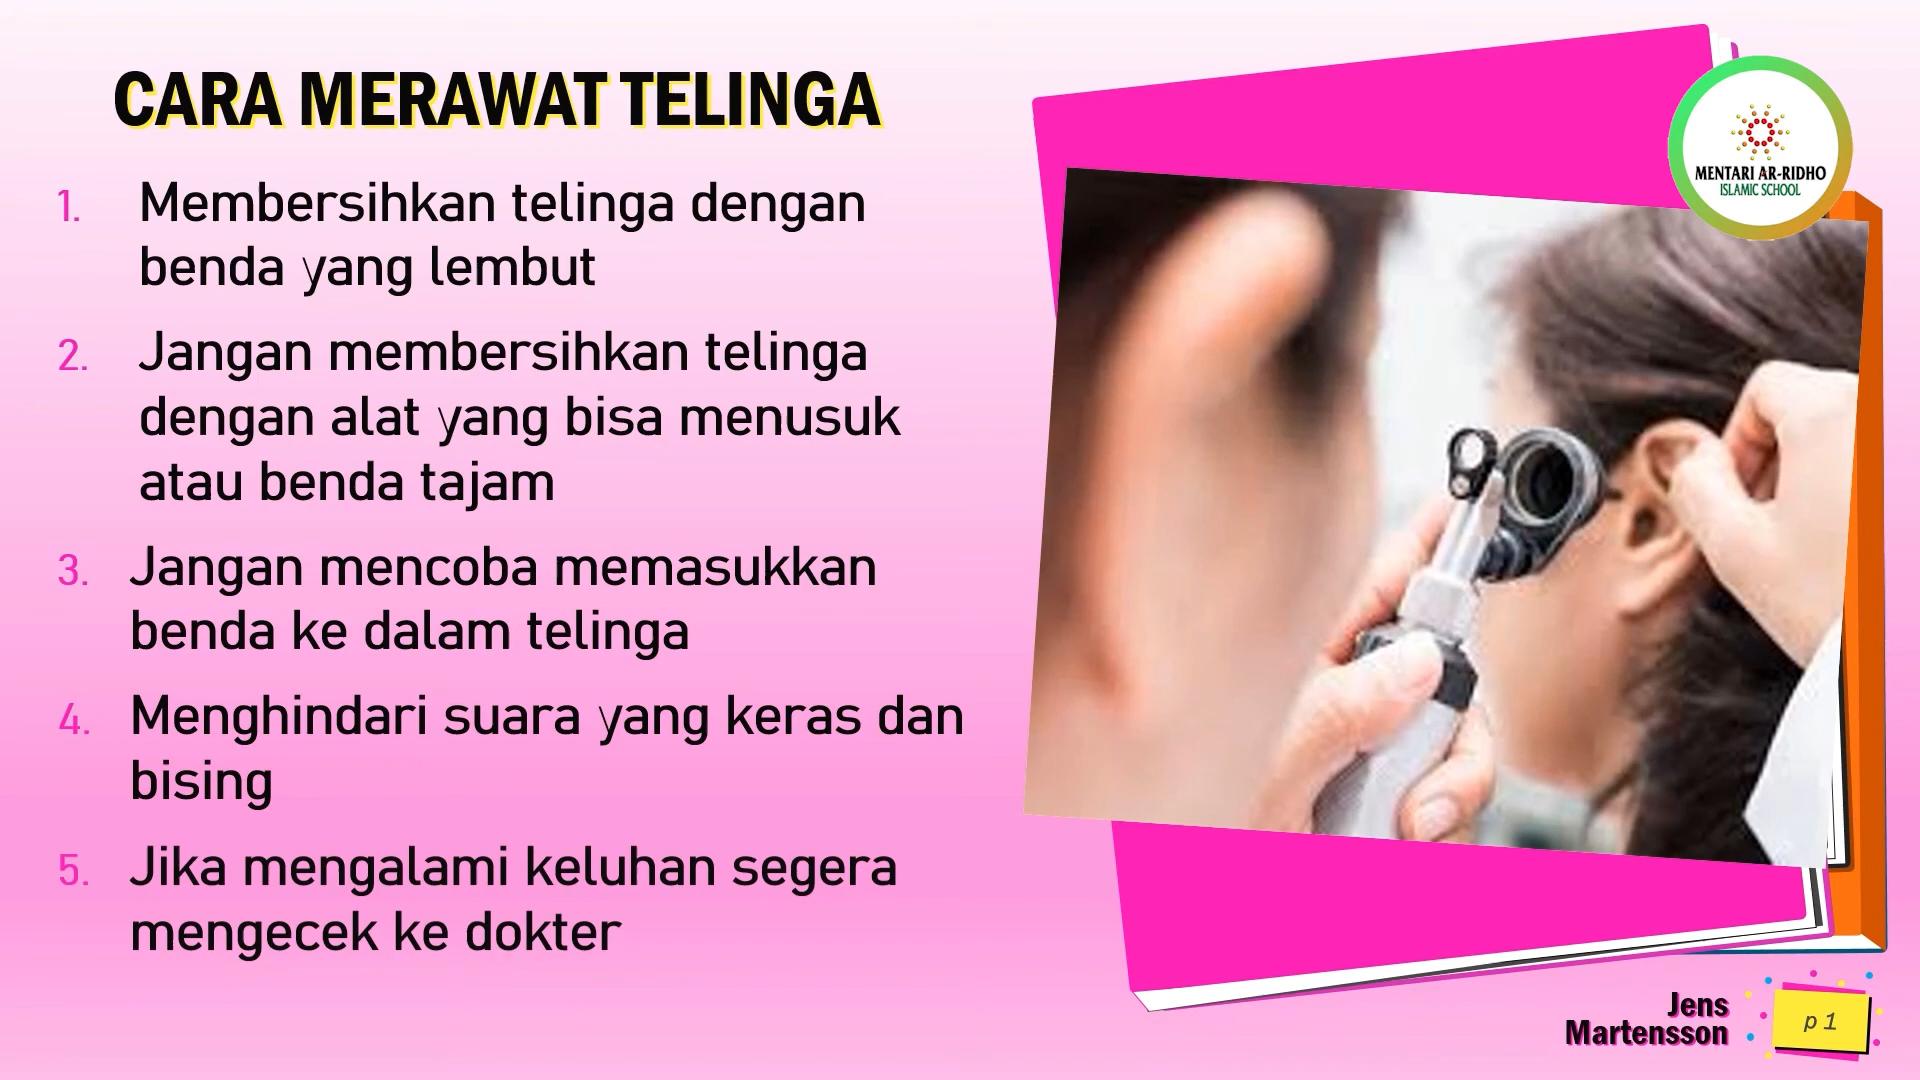 CARA MERAWAT TELINGA
1. Membersihkan telinga dengan
benda yang lembut
2. Jangan membersihkan telinga
dengan alat yang bisa menusuk
atau benda tajam
3. Jangan mencoba memasukkan
benda ke dalam telinga
4. Menghindari suara yang keras dan
bising
5. Jika mengalami keluhan segera
mengecek ke dokter
MENTARI AR-RIDHO
ISLAMIC SCHOOL
Jens
Martensson
p 1